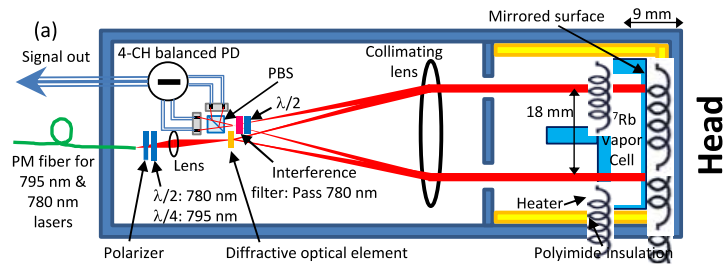 (a)
Signal out
4-CH balanced PD
PBS
λ/2
Collimating
lens
Mirrored surface
9 mm
18 mm
7Rb
Vapor
Cell
Head
PM fiber for
795 nm &
780 nm
lasers
Lens
λ/2: 780 nm
λ/4: 795 nm
Interference
filter: Pass 780 nm
Heater
Polarizer
Diffractive optical element
Polyimide Insulation